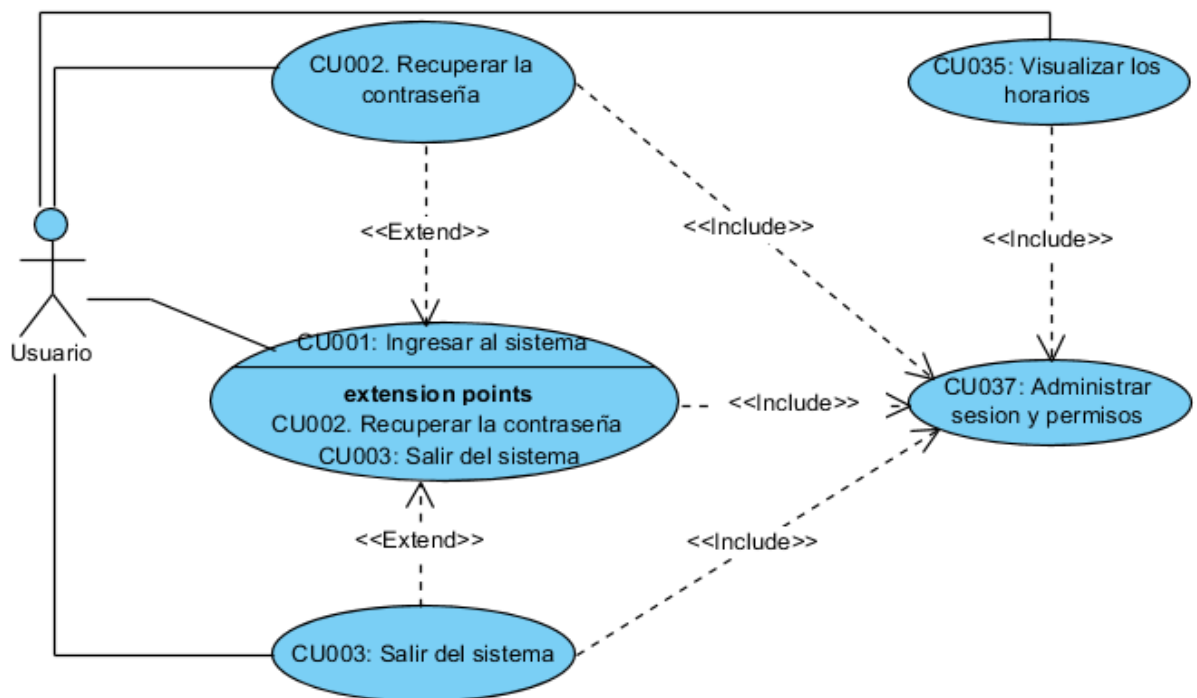 CU002. Recuperar la
contraseña
CU035: Visualizar los
horarios
<<Extend>>
<<Include>>
<<Include>>
Usuario
CU001: Ingresar al sistema
extension points
CU002. Recuperar la contraseña
CU003: Salir del sistema
<<Include>>
CU037: Administrar
sesion y permisos
<<Extend>>
<<Include>>
CU003: Salir del sistema